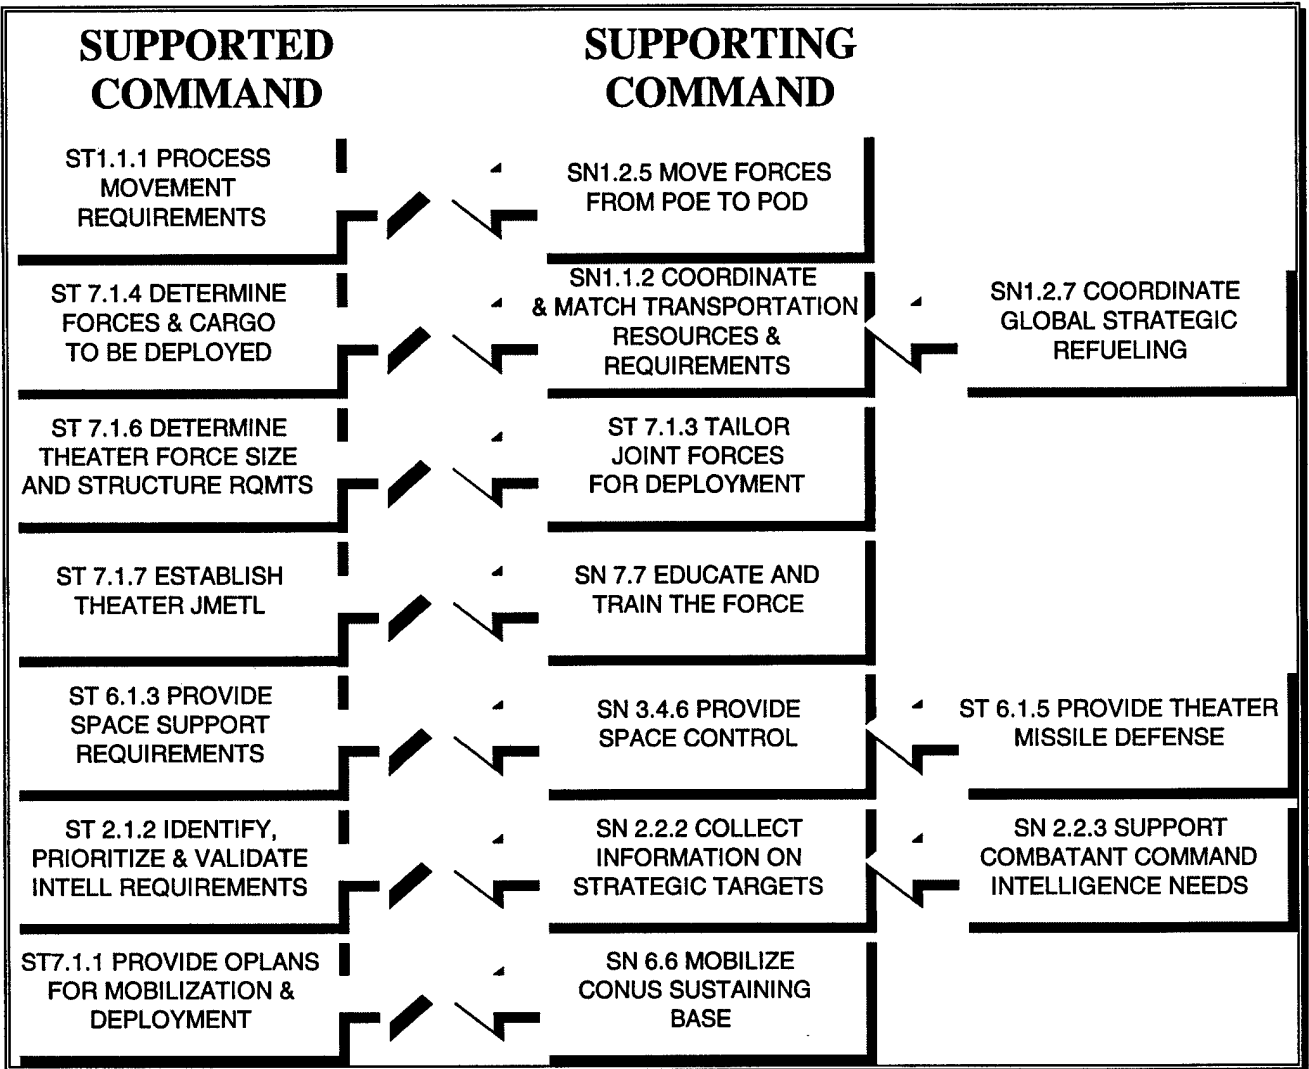 SUPPORTED
COMMAND
SUPPORTING
COMMAND
ST1.1.1 PROCESS
MOVEMENT
REQUIREMENTS
SN1.2.5 MOVE FORCES
FROM POE TO POD
ST 7.1.4 DETERMINE
FORCES & CARGO
TO BE DEPLOYED
SN1.1.2 COORDINATE
& MATCH TRANSPORTATION
RESOURCES &
REQUIREMENTS
SN1.2.7 COORDINATE
GLOBAL STRATEGIC
REFUELING
ST 7.1.6 DETERMINE
THEATER FORCE SIZE
AND STRUCTURE RQMTS
ST 7.1.3 TAILOR
JOINT FORCES
FOR DEPLOYMENT
ST 7.1.7 ESTABLISH
THEATER JMETL
SN 7.7 EDUCATE AND
TRAIN THE FORCE
ST 6.1.3 PROVIDE
SPACE SUPPORT
REQUIREMENTS
SN 3.4.6 PROVIDE
SPACE CONTROL
ST 6.1.5 PROVIDE THEATER
MISSILE DEFENSE
ST 2.1.2 IDENTIFY,
PRIORITIZE & VALIDATE
INTELL REQUIREMENTS
SN 2.2.2 COLLECT
INFORMATION ON
STRATEGIC TARGETS
SN 2.2.3 SUPPORT
COMBATANT COMMAND
INTELLIGENCE NEEDS
ST7.1.1 PROVIDE OPLANS
FOR MOBILIZATION &
DEPLOYMENT
SN 6.6 MOBILIZE
CONUS SUSTAINING
BASE